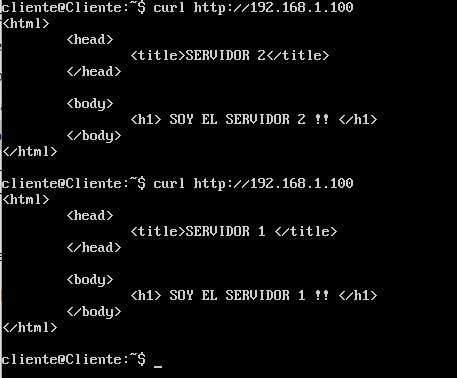 cliente@Cliente:~$ curl http://192.168.1.100
<html>
<head>
<title>SERVIDOR 2</title>
</head>
<body>
<h1> SOY EL SERVIDOR 2 !! </h1>
</body>
</html>
cliente@Cliente:~$ curl http://192.168.1.100
<html>
<head>
<title>SERVIDOR 1 </title>
</head>
<body>
<h1> SOY EL SERVIDOR 1 !! </h1>
</body>
</html>
cliente@Cliente:~$ _